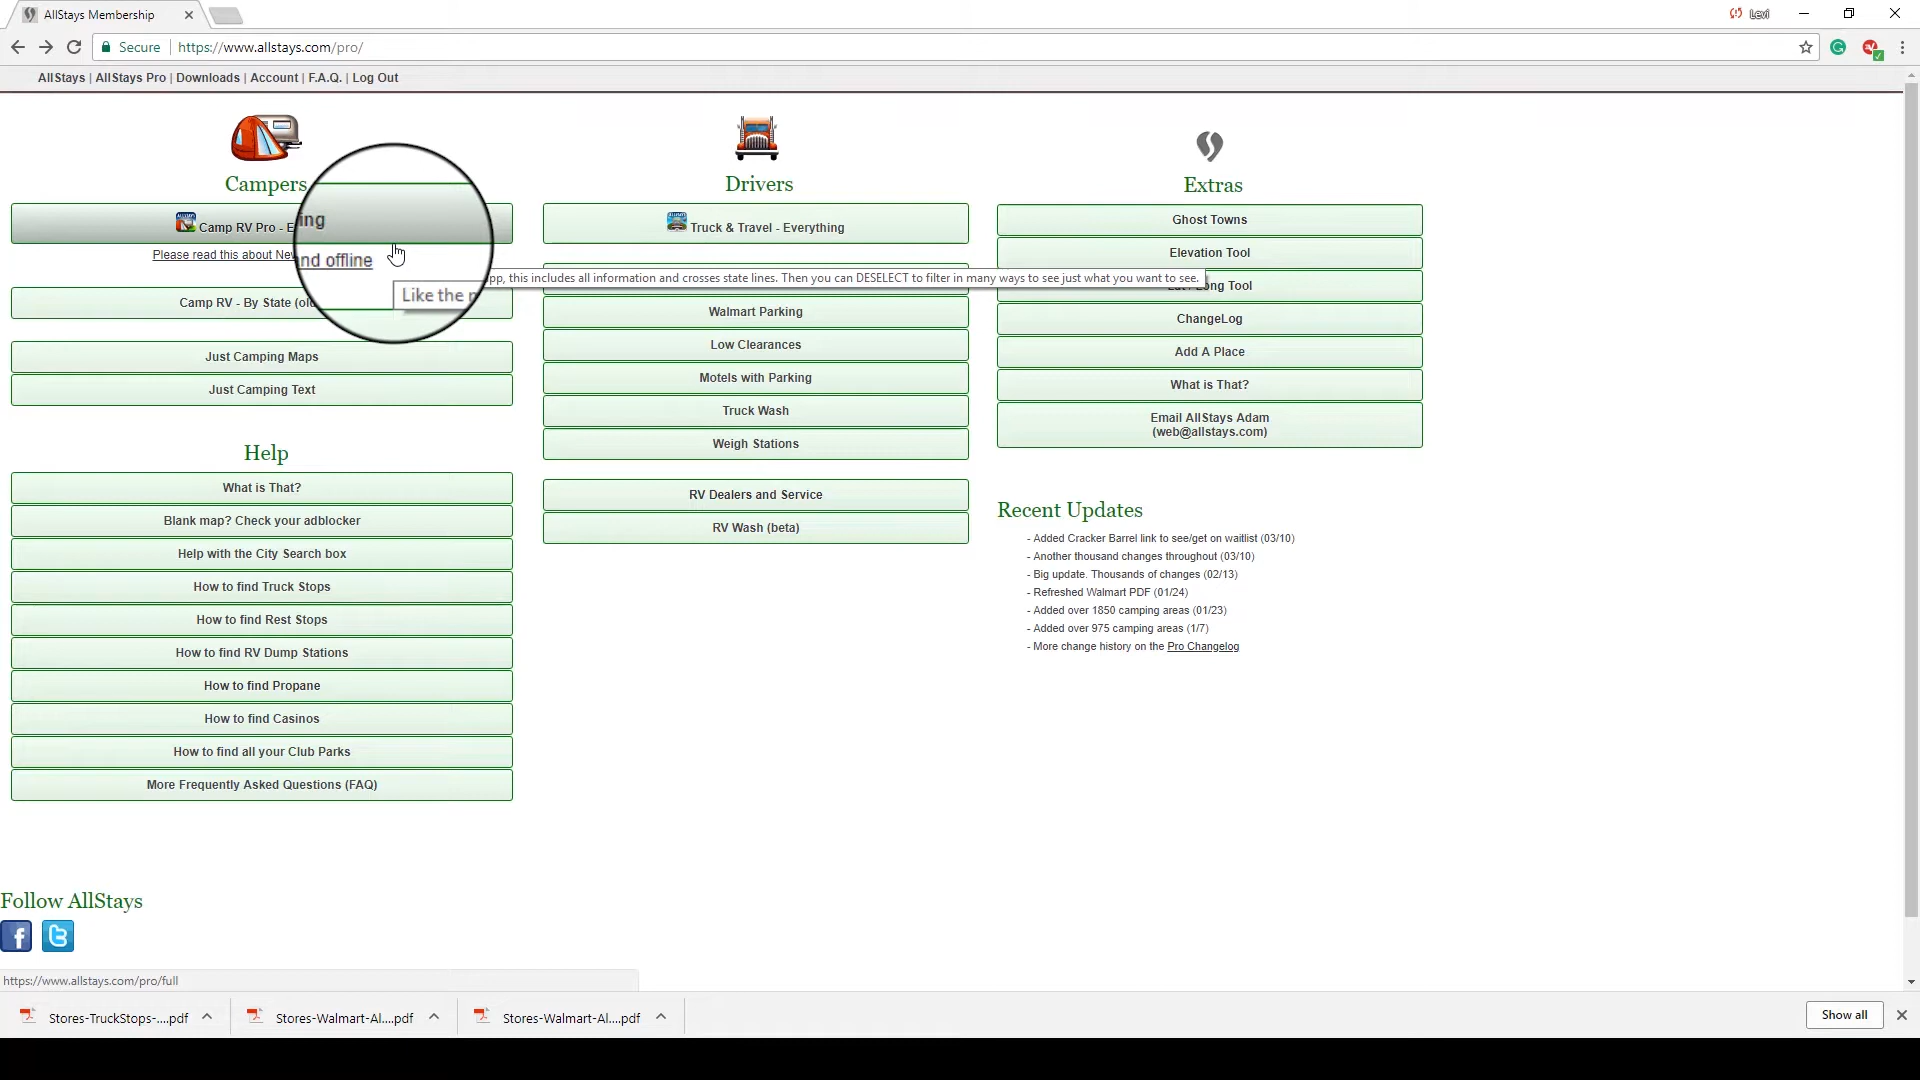 AllStays Membership
Levi
Secure
https://www.allstays.com/pro/
AllStays | AllStays Pro | Downloads | Account | F.A.Q. | Log Out
Campers
Camp RV Pro - E
ing
Please read this about New
nd offline
Like the
pp, this includes all information and crosses state lines. Then you can DESELECT to filter in many ways to see just what you want to see.
Camp RV - By State (old
Just Camping Maps
Just Camping Text
Help
What is That?
Blank map? Check your adblocker
Help with the City Search box
How to find Truck Stops
How to find Rest Stops
How to find RV Dump Stations
How to find Propane
How to find Casinos
How to find all your Club Parks
More Frequently Asked Questions (FAQ)
Drivers
Truck & Travel - Everything
Walmart Parking
Low Clearances
Motels with Parking
Truck Wash
Weigh Stations
RV Dealers and Service
RV Wash (beta)
Extras
Ghost Towns
Elevation Tool
Long Tool
ChangeLog
Add A Place
What is That?
Email AllStays Adam
(web@allstays.com)
Recent Updates
- Added Cracker Barrel link to see/get on waitlist (03/10)
- Another thousand changes throughout (03/10)
- Big update. Thousands of changes (02/13)
- Refreshed Walmart PDF (01/24)
- Added over 1850 camping areas (01/23)
- Added over 975 camping areas (1/7)
- More change history on the Pro Changelog
Follow AllStays
https://www.allstays.com/pro/full
Stores-TruckStops-....pdf
Stores-Walmart-Al....pdf
Stores-Walmart-Al....pdf
Show all